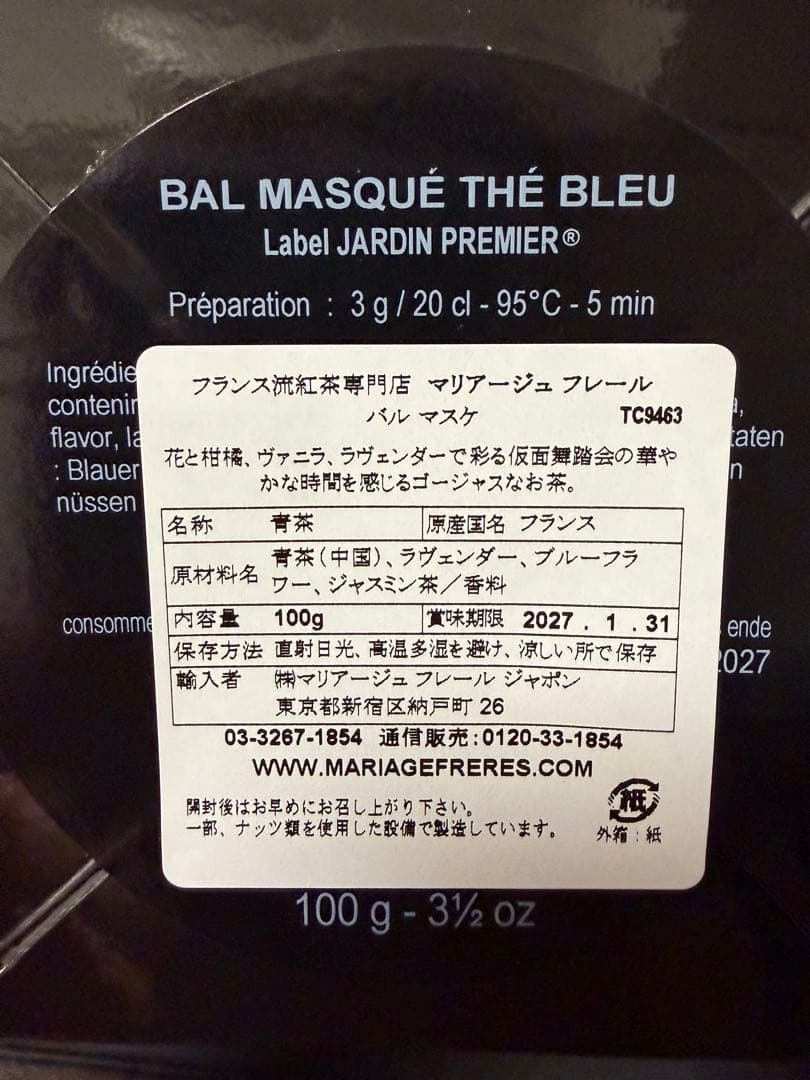 BAL MASQUÉ THÉ BLEU
Label JARDIN PREMIER®
Préparation : 3 g / 20 cl - 95°C - 5 min
フランス流紅茶専門店 マリアージュ フレール
バル マスケ TC9463
花と柑橘、ヴァニラ、ラヴェンダーで彩る仮面舞踏会の華や
かな時間を感じるゴージャスなお茶。
名称 青茶 原産国名 フランス
原材料名 青茶(中国)、ラヴェンダー、ブルーフラ
ワー、ジャスミン茶/香料
内容量 100g 賞味期限 2027 . 1 . 31
保存方法 直射日光、高温多湿を避け、涼しい所で保存
輸入者 ㈱マリアージュ フレール ジャポン
東京都新宿区納戸町 26
03-3267-1854 通信販売:0120-33-1854
WWW.MARIAGEFRERES.COM
開封後はお早めにお召し上がり下さい。
一部、ナッツ類を使用した設備で製造しています。
紙
外箱:紙
flavor,
: Blauer
nüssen
ende
100 g - 3½ oz